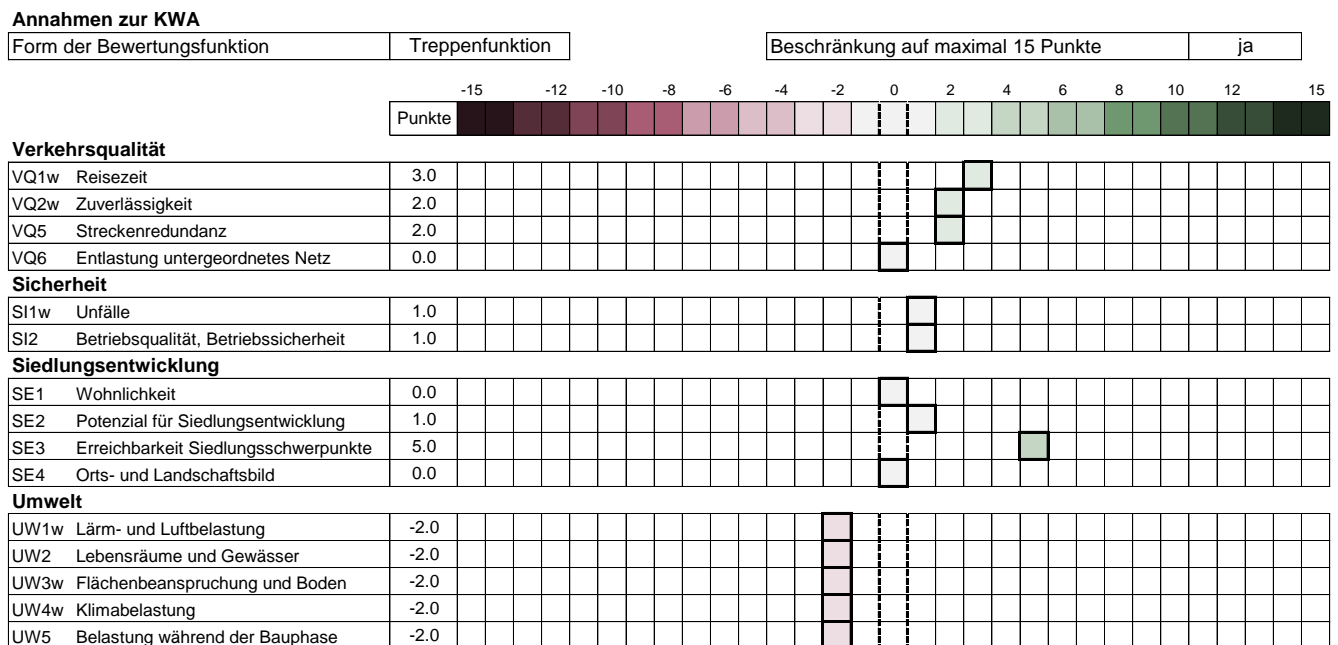 Annahmen zur KWA
Form der Bewertungsfunktion Treppenfunktion Beschränkung auf maximal 15 Punkte ja
-15 -12 -10 -8 -6 -4 -2 0 2 4 6 8 10 12 15
Punkte
Verkehrsqualität
VQ1w Reisezeit 3.0
VQ2w Zuverlässigkeit 2.0
VQ5 Streckenredundanz 2.0
VQ6 Entlastung untergeordnetes Netz 0.0
Sicherheit
SI1w Unfälle 1.0
SI2 Betriebsqualität, Betriebssicherheit 1.0
Siedlungsentwicklung
SE1 Wohnlichkeit 0.0
SE2 Potenzial für Siedlungsentwicklung 1.0
SE3 Erreichbarkeit Siedlungsschwerpunkte 5.0
SE4 Orts- und Landschaftsbild 0.0
Umwelt
UW1w Lärm- und Luftbelastung -2.0
UW2 Lebensräume und Gewässer -2.0
UW3w Flächenbeanspruchung und Boden -2.0
UW4w Klimabelastung -2.0
UW5 Belastung während der Bauphase -2.0